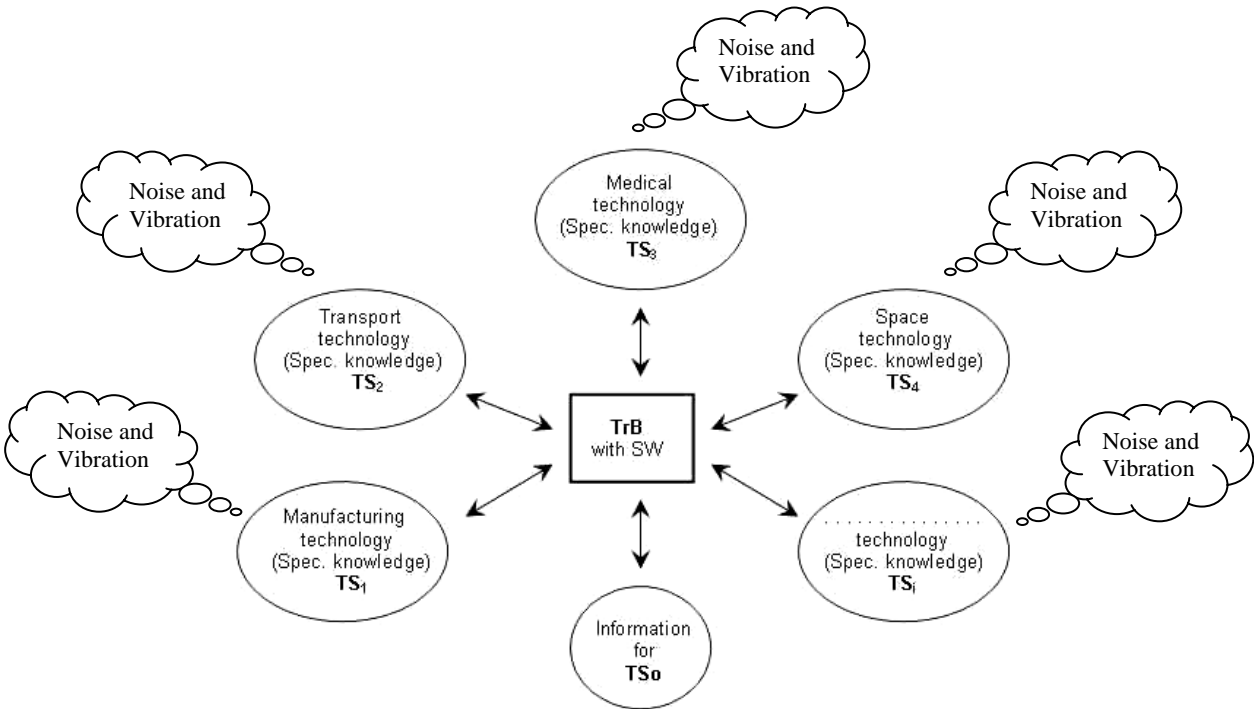 Noise and
Vibration
Medical
technology
(Spec. knowledge)
TS₃
Noise and
Vibration
Transport
technology
(Spec. knowledge)
TS₂
Noise and
Vibration
Space
technology
(Spec. knowledge)
TS₄
TrB
with SW
Noise and
Vibration
Manufacturing
technology
(Spec. knowledge)
TS₁
Noise and
Vibration
. . . . . . . . . . . . . . . .
technology
(Spec. knowledge)
TSᵢ
Information
for
TSo